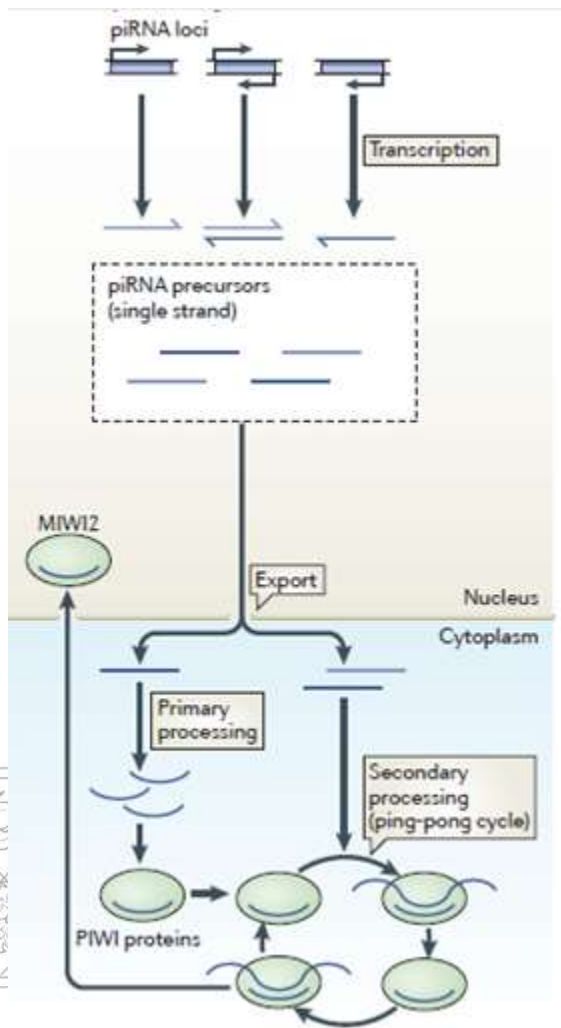 piRNA loci
Transcription
piRNA precursors
(single strand)
MIWI2
Export
Nucleus
Cytoplasm
Primary
processing
Secondary
processing
(ping-pong cycle)
PIWI proteins